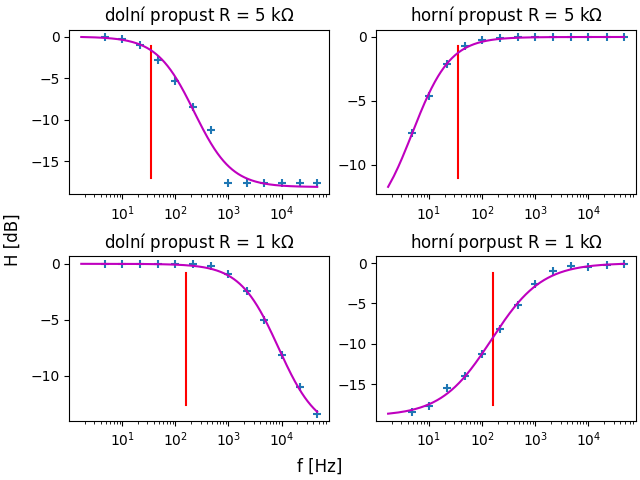 dolní propust R = 5 kΩ
horní propust R = 5 kΩ
0
−5
−10
−15
10¹ 10² 10³ 10⁴
0
−5
−10
10¹ 10² 10³ 10⁴
H [dB]
dolní propust R = 1 kΩ
horní porpust R = 1 kΩ
0
−5
−10
10¹ 10² 10³ 10⁴
0
−5
−10
−15
10¹ 10² 10³ 10⁴
f [Hz]